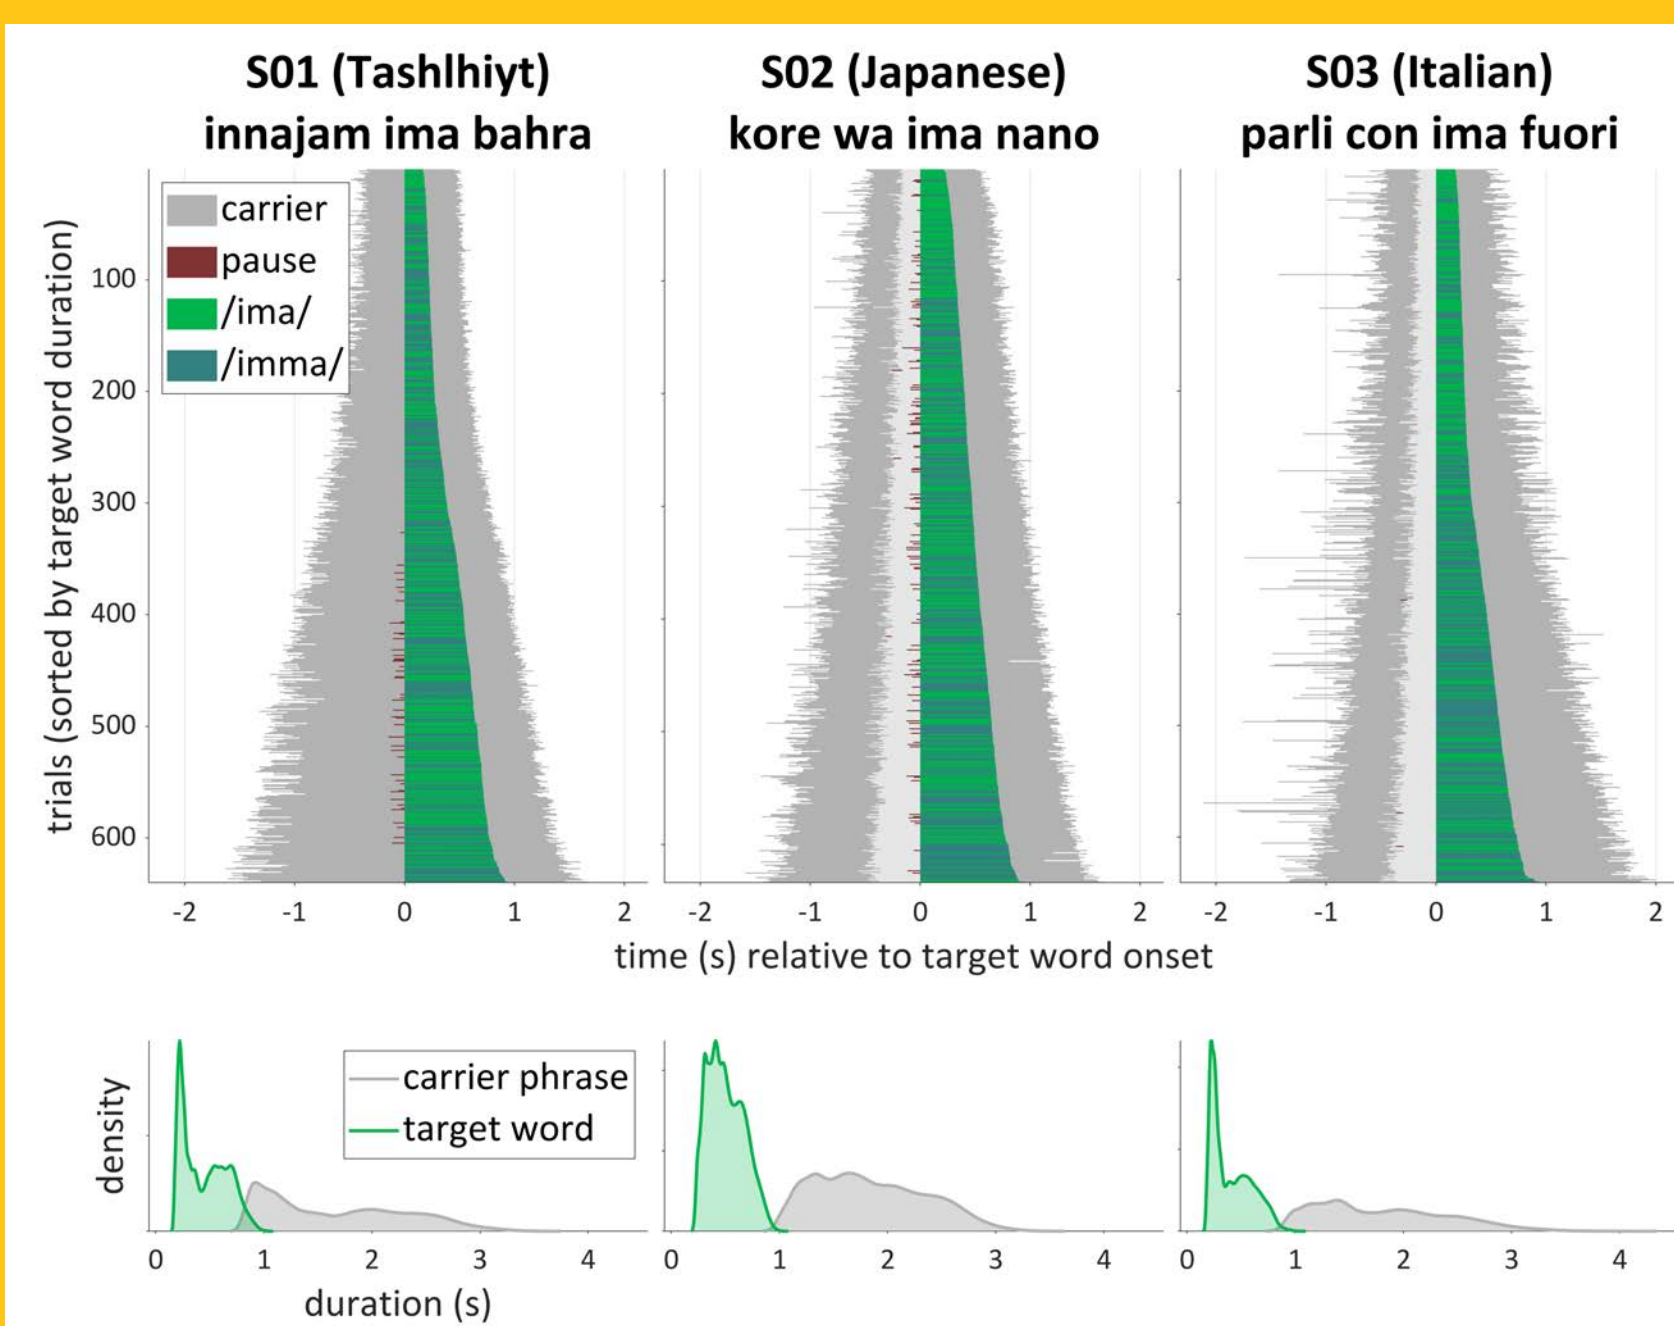 S01 (Tashlhiyt)
innajam ima bahra
S02 (Japanese)
kore wa ima nano
S03 (Italian)
parli con ima fuori
carrier
pause
/ima/
/imma/
trials (sorted by target word duration)
100
200
300
400
500
600
-2 -1 0 1 2
-2 -1 0 1 2
-2 -1 0 1 2
time (s) relative to target word onset
density
carrier phrase
target word
0 1 2 3 4
0 1 2 3 4
0 1 2 3 4
duration (s)